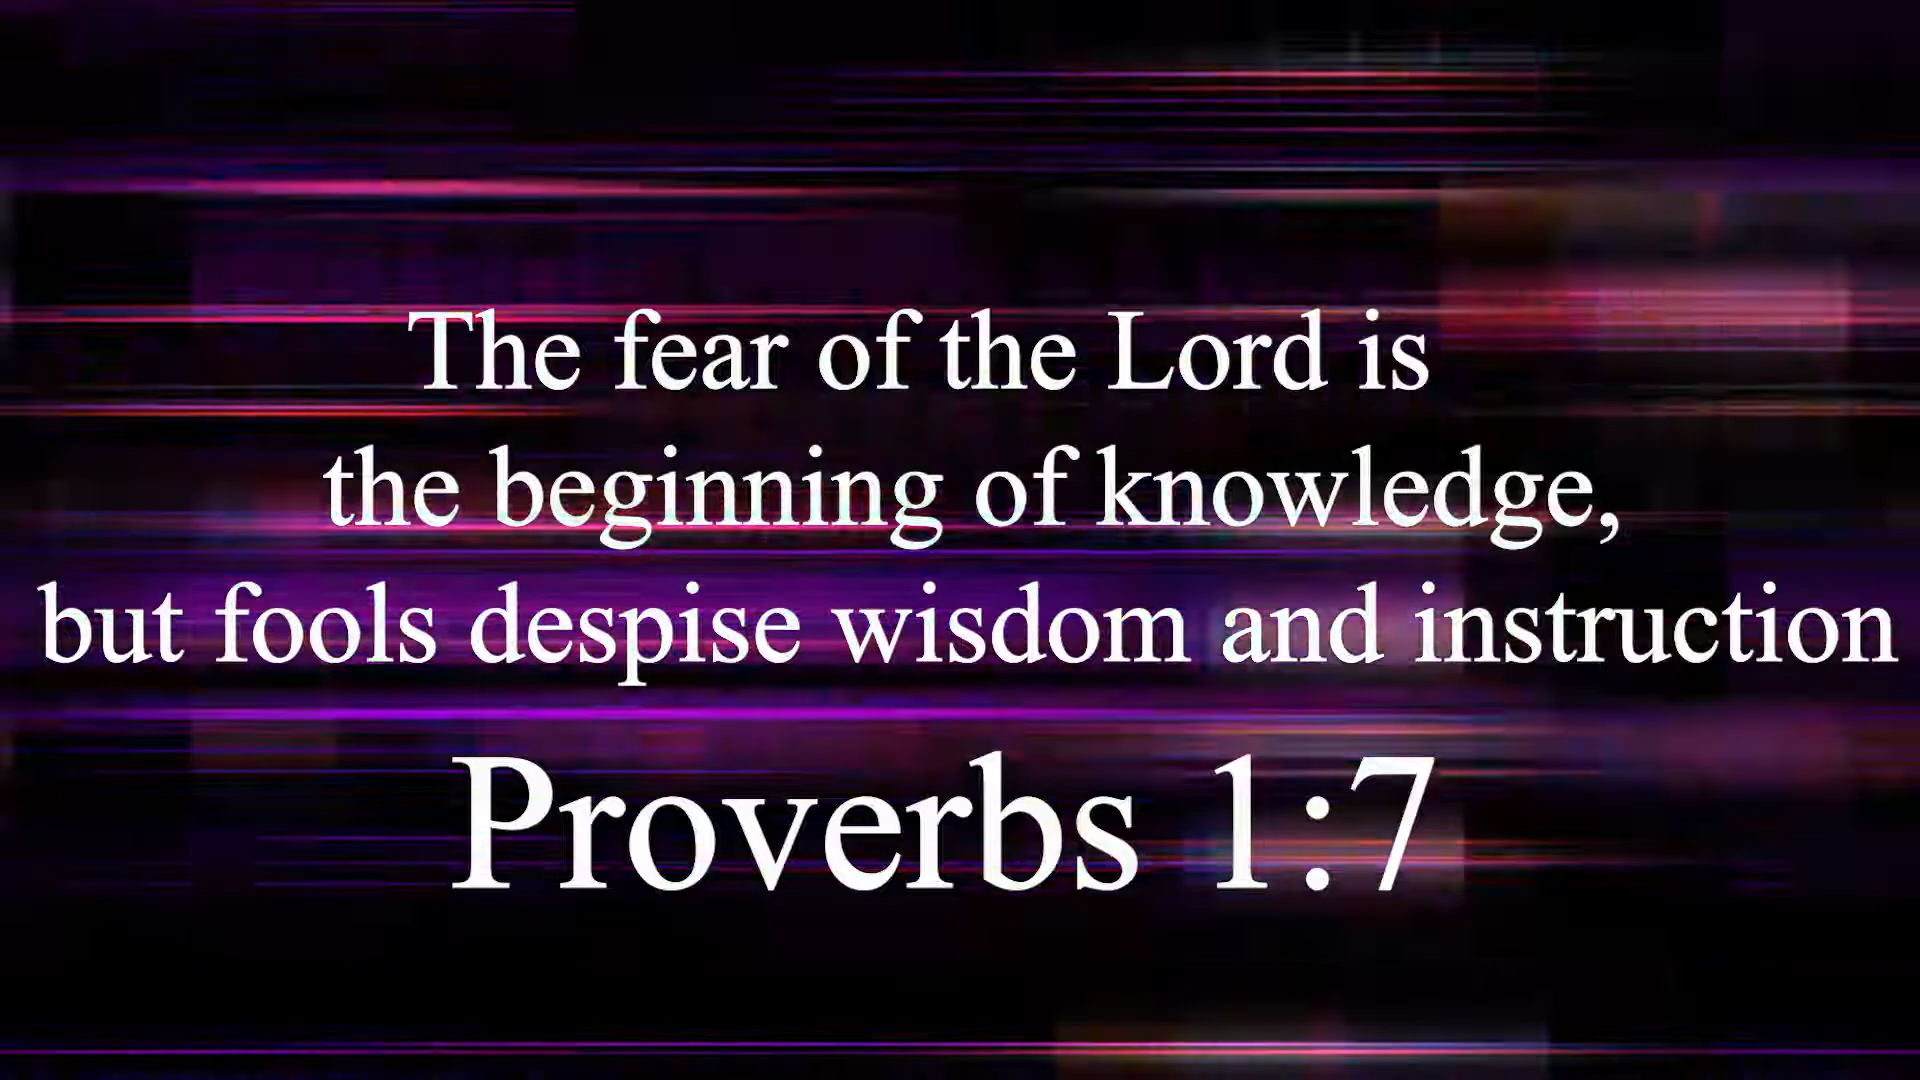 The fear of the Lord is
the beginning of knowledge,
but fools despise wisdom and instruction
Proverbs 1:7